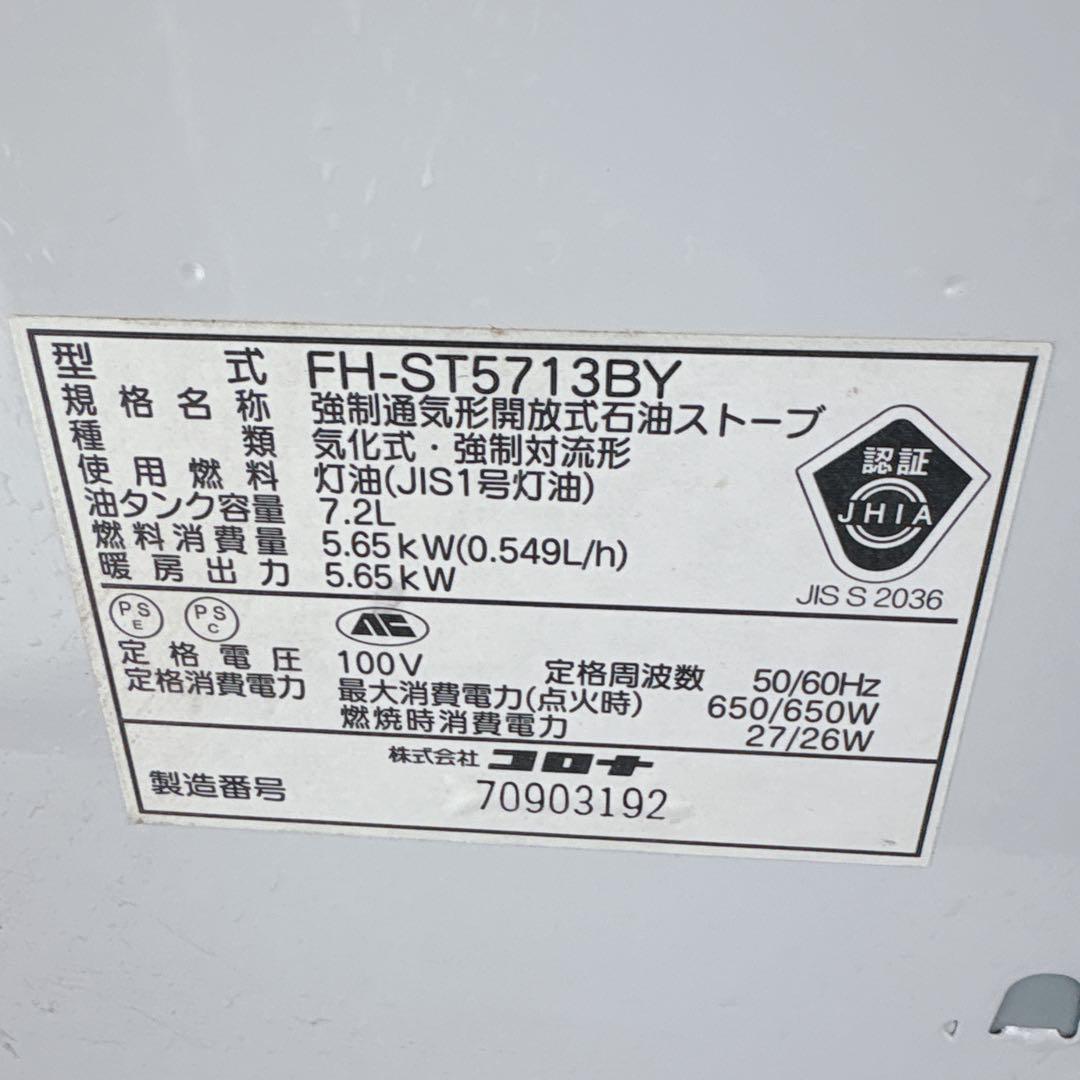 型式 FH-ST5713BY
規格名称 強制通気形開放式石油ストーブ
種類 気化式・強制対流形
使用燃料 灯油(JIS1号灯油)
油タンク容量 7.2L
燃料消費量 5.65kW(0.549L/h)
暖房出力 5.65kW
認証
JHIA
JIS S 2036
PS E PS C
定格電圧 100V 定格周波数 50/60Hz
定格消費電力 最大消費電力(点火時) 650/650W
燃焼時消費電力 27/26W
株式会社 コロナ
製造番号 70903192